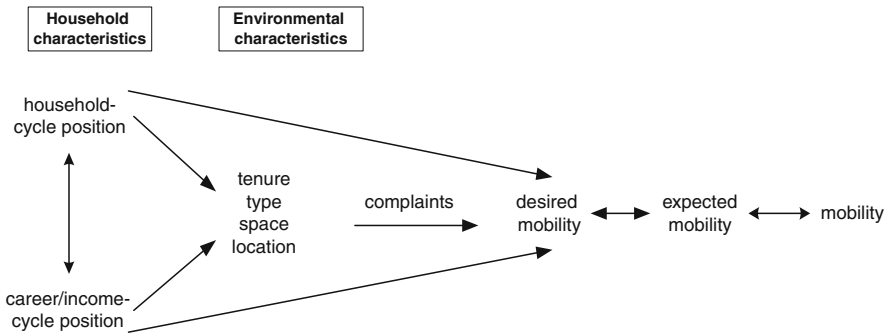 Household
characteristics
Environmental
characteristics
household-
cycle position
tenure
type
space
location
complaints
desired
mobility
expected
mobility
mobility
career/income-
cycle position